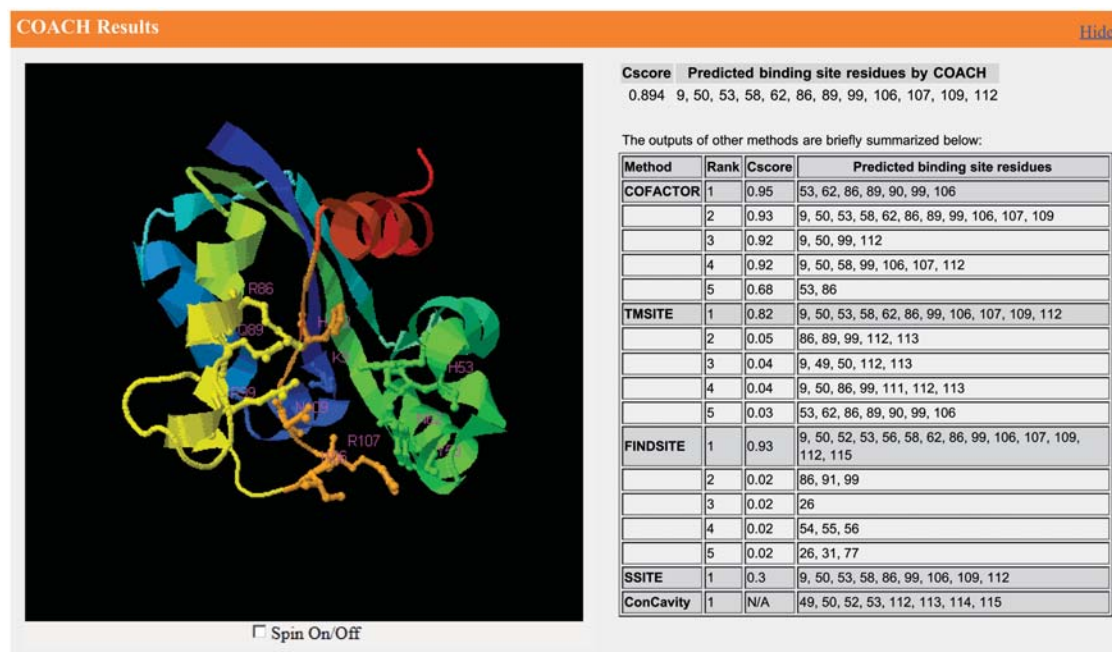 COACH Results
Hide
Cscore Predicted binding site residues by COACH
0.894 9, 50, 53, 58, 62, 86, 89, 99, 106, 107, 109, 112
The outputs of other methods are briefly summarized below:
Method Rank Cscore Predicted binding site residues
COFACTOR 1 0.95 53, 62, 86, 89, 90, 99, 106
2 0.93 9, 50, 53, 58, 62, 86, 89, 99, 106, 107, 109
3 0.92 9, 50, 99, 112
4 0.92 9, 50, 58, 99, 106, 107, 112
5 0.68 53, 86
TMSITE 1 0.82 9, 50, 53, 58, 62, 86, 99, 106, 107, 109, 112
2 0.05 86, 89, 99, 112, 113
3 0.04 9, 49, 50, 112, 113
4 0.04 9, 50, 86, 99, 111, 112, 113
5 0.03 53, 62, 86, 89, 90, 99, 106
FINDSITE 1 0.93 9, 50, 52, 53, 56, 58, 62, 86, 99, 106, 107, 109,
112, 115
2 0.02 86, 91, 99
3 0.02 26
4 0.02 54, 55, 56
5 0.02 26, 31, 77
SSITE 1 0.3 9, 50, 53, 58, 86, 99, 106, 109, 112
ConCavity 1 N/A 49, 50, 52, 53, 112, 113, 114, 115
R86
H53
R107
Spin On/Off